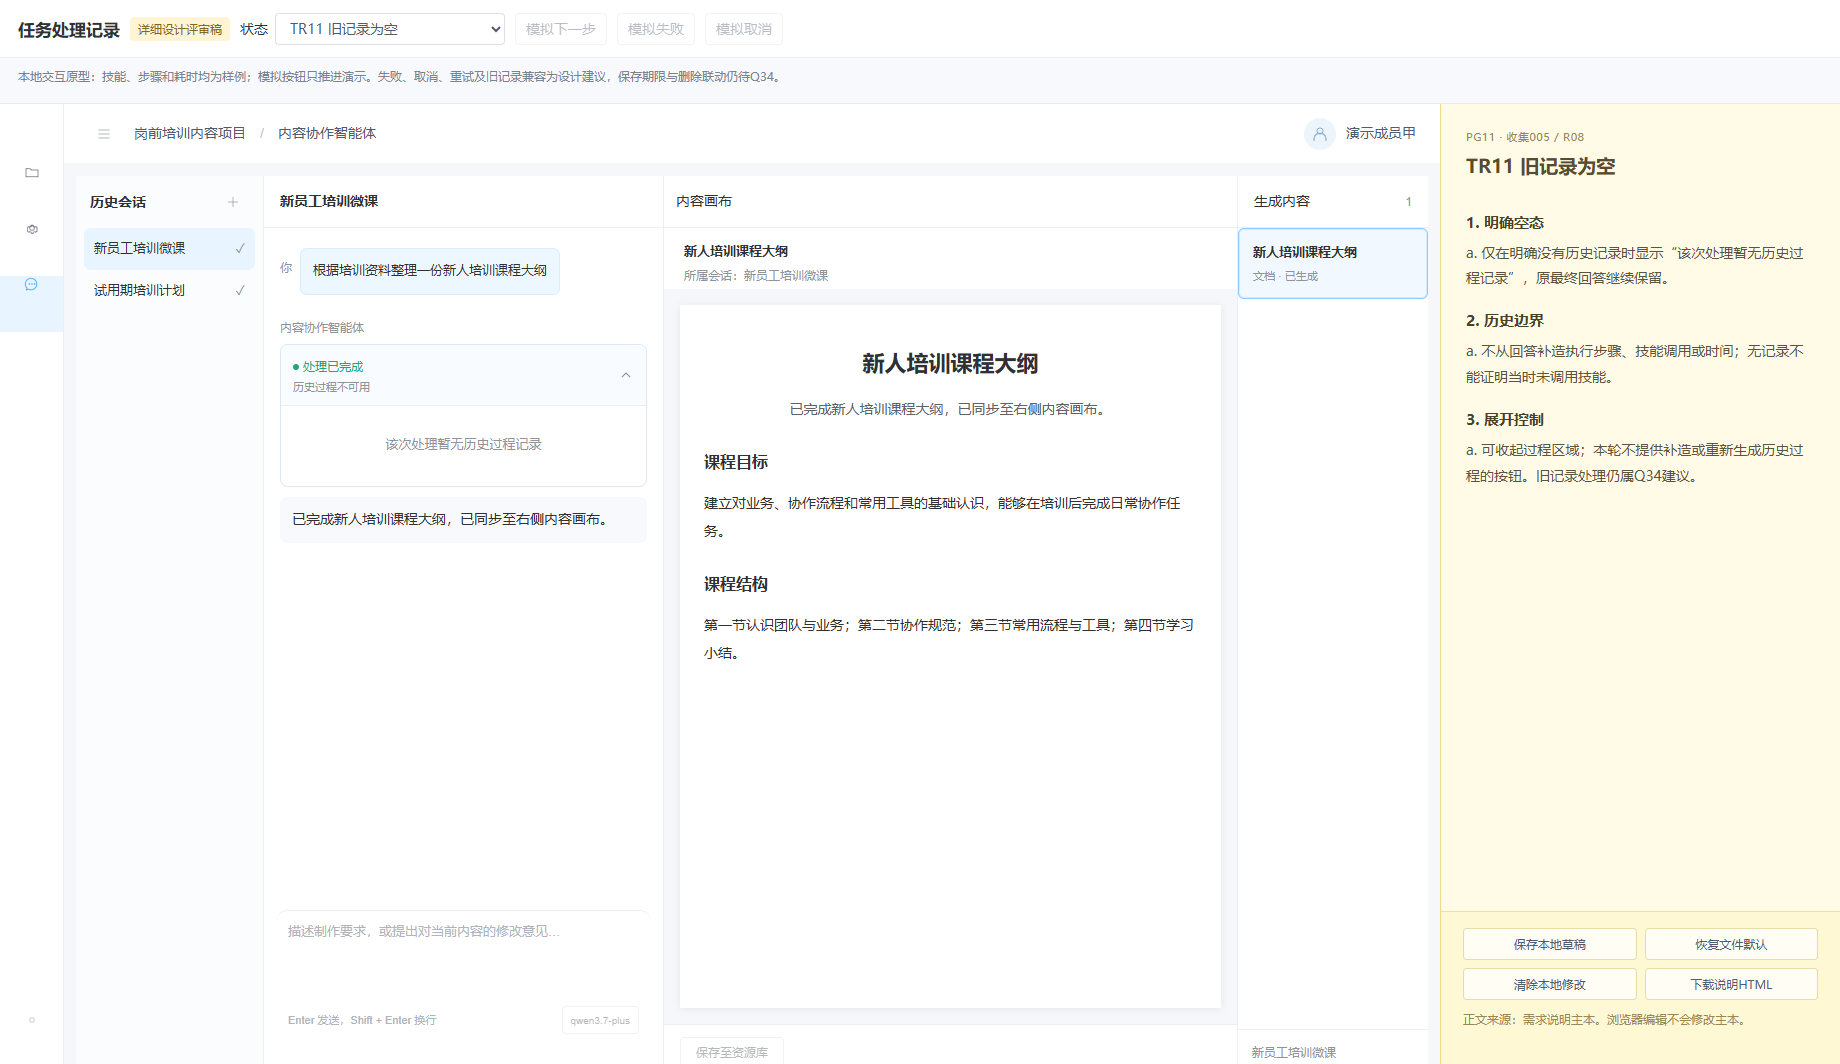 任务处理记录
详细设计评审稿
状态
TR11 旧记录为空
模拟下一步
模拟失败
模拟取消
本地交互原型：技能、步骤和耗时均为样例；模拟按钮只推进演示。失败、取消、重试及旧记录兼容为设计建议，保存期限与删除联动仍待Q34。
岗前培训内容项目 / 内容协作智能体
演示成员甲
历史会话
新员工培训微课
试用期培训计划
新员工培训微课
你
根据培训资料整理一份新人培训课程大纲
内容协作智能体
处理已完成
历史过程不可用
该次处理暂无历史过程记录
已完成新人培训课程大纲，已同步至右侧内容画布。
描述制作要求，或提出对当前内容的修改意见...
Enter 发送，Shift + Enter 换行
qwen3.7-plus
内容画布
新人培训课程大纲
所属会话：新员工培训微课
新人培训课程大纲
已完成新人培训课程大纲，已同步至右侧内容画布。
课程目标
建立对业务、协作流程和常用工具的基础认识，能够在培训后完成日常协作任
务。
课程结构
第一节认识团队与业务；第二节协作规范；第三节常用流程与工具；第四节学习
小结。
保存至资源库
生成内容
1
新人培训课程大纲
文档 · 已生成
新员工培训微课
PG11 · 收集005 / R08
TR11 旧记录为空
1. 明确空态
a. 仅在明确没有历史记录时显示“该次处理暂无历史过
程记录”，原最终回答继续保留。
2. 历史边界
a. 不从回答补造执行步骤、技能调用或时间；无记录不
能证明当时未调用技能。
3. 展开控制
a. 可收起过程区域；本轮不提供补造或重新生成历史过
程的按钮。旧记录处理仍属Q34建议。
保存本地草稿
恢复文件默认
清除本地修改
下载说明HTML
正文来源：需求说明主本。浏览器编辑不会修改主本。